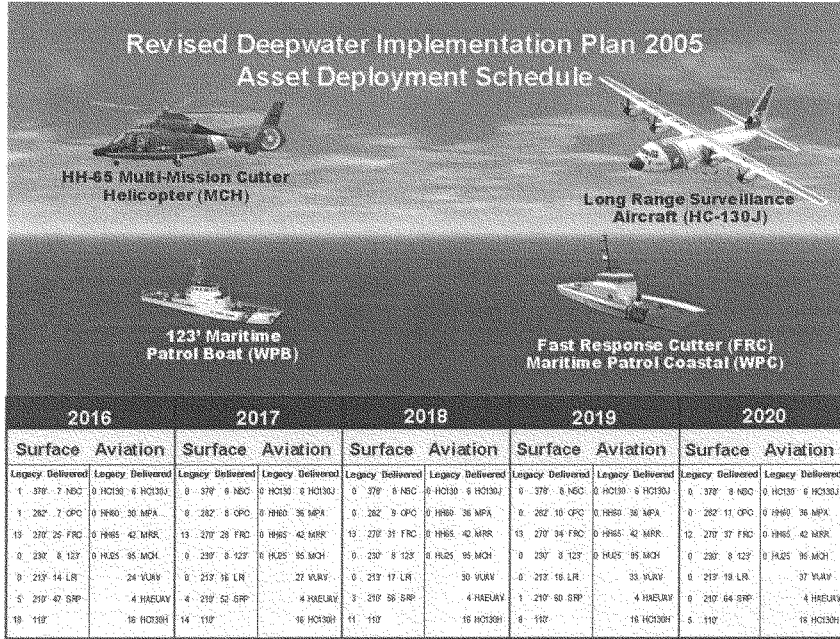 Revised Deepwater Implementation Plan 2005
Asset Deployment Schedule
HH-65 Multi-Mission Cutter
Helicopter (MCH)
Long Range Surveillance
Aircraft (HC-130J)
123' Maritime
Patrol Boat (WPB)
Fast Response Cutter (FRC)
Maritime Patrol Coastal (WPC)
2016 2017 2018 2019 2020
Surface Aviation Surface Aviation Surface Aviation Surface Aviation Surface Aviation
Legacy Delivered Legacy Delivered Legacy Delivered Legacy Delivered Legacy Delivered Legacy Delivered Legacy Delivered Legacy Delivered Legacy Delivered Legacy Delivered
1 378' 7 NSC 0 HC130 6 HC130J 0 378' 8 NSC 0 HC130 6 HC130J 0 378' 8 NSC 0 HC130 6 HC130J 0 378' 8 NSC 0 HC130 6 HC130J 0 378' 8 NSC 0 HC130 6 HC130J
1 282' 7 OPC 0 HH60 30 MPA 0 282' 8 OPC 0 HH60 36 MPA 0 282' 9 OPC 0 HH60 36 MPA 0 282' 10 OPC 0 HH60 36 MPA 0 282' 11 OPC 0 HH60 36 MPA
13 270' 25 FRC 0 HH65 42 MRR 13 270' 28 FRC 0 HH65 42 MRR 13 270' 31 FRC 0 HH65 42 MRR 13 270' 34 FRC 0 HH65 42 MRR 12 270' 37 FRC 0 HH65 42 MRR
0 230' 8 123' 0 HU25 95 MCH 0 230' 8 123' 0 HU25 95 MCH 0 230' 8 123' 0 HU25 95 MCH 0 230' 8 123' 0 HU25 95 MCH 0 230' 8 123' 95 MCH
0 213' 14 LRI 24 VUAV 0 213' 16 LRI 27 VUAV 0 213' 17 LRI 30 VUAV 0 213' 18 LRI 33 VUAV 0 213' 19 LRI 37 VUAV
5 210' 47 SRP 4 HAEUAV 4 210' 52 SRP 4 HAEUAV 3 210' 56 SRP 4 HAEUAV 1 210' 60 SRP 4 HAEUAV 0 210' 64 SRP 4 HAEUAV
18 110' 16 HC130H 14 110' 16 HC130H 11 110' 16 HC130H 8 110' 16 HC130H 5 110' 16 HC130H